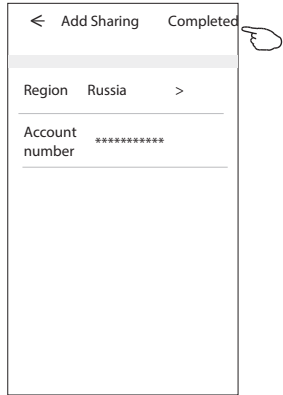 ← Add Sharing Completed
Region Russia >
Account
number ***********